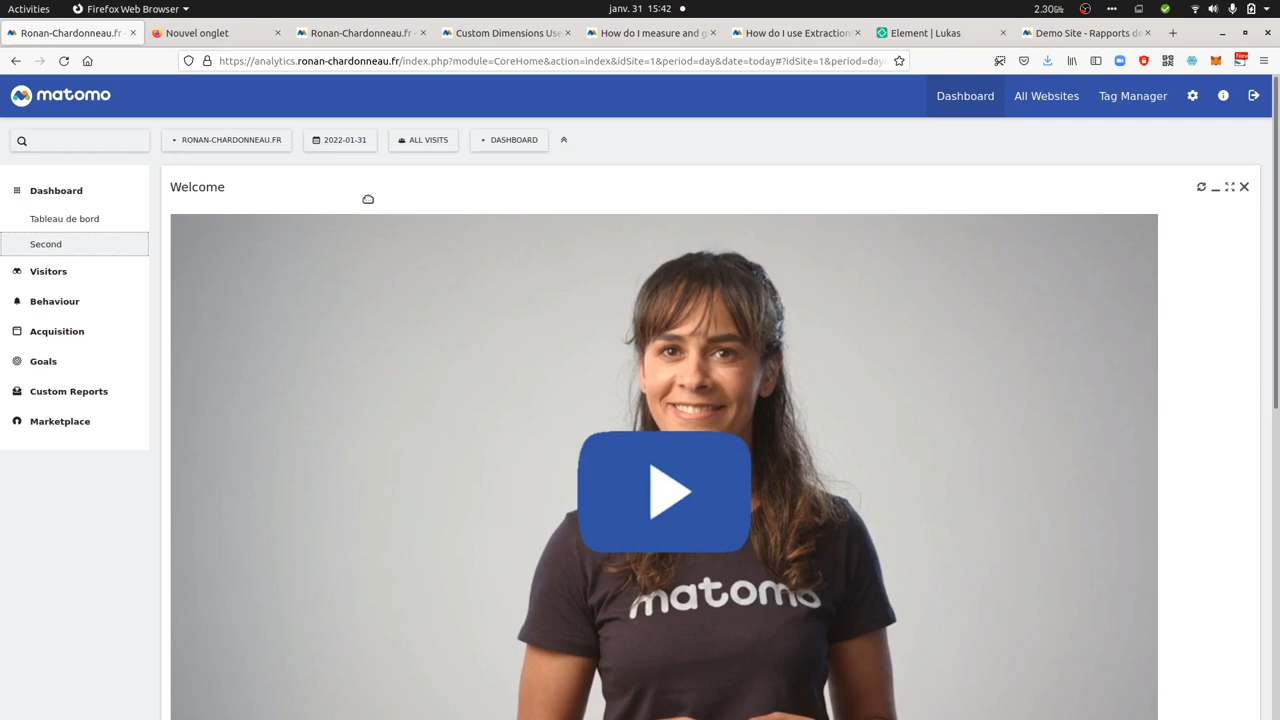 Activities
Firefox Web Browser
janv. 31 15:42
2.30GB
Ronan-Chardonneau.fr -
Nouvel onglet
Ronan-Chardonneau.fr -
Custom Dimensions Use
How do I measure and g
How do I use Extraction
Element | Lukas
Demo Site - Rapports de
https://analytics.ronan-chardonneau.fr/index.php?module=CoreHome&action=index&idSite=1&period=day&date=today#?idSite=1&period=day
New
matomo
Dashboard
All Websites
Tag Manager
RONAN-CHARDONNEAU.FR
2022-01-31
ALL VISITS
DASHBOARD
Dashboard
Tableau de bord
Second
Visitors
Behaviour
Acquisition
Goals
Custom Reports
Marketplace
Welcome
matomo